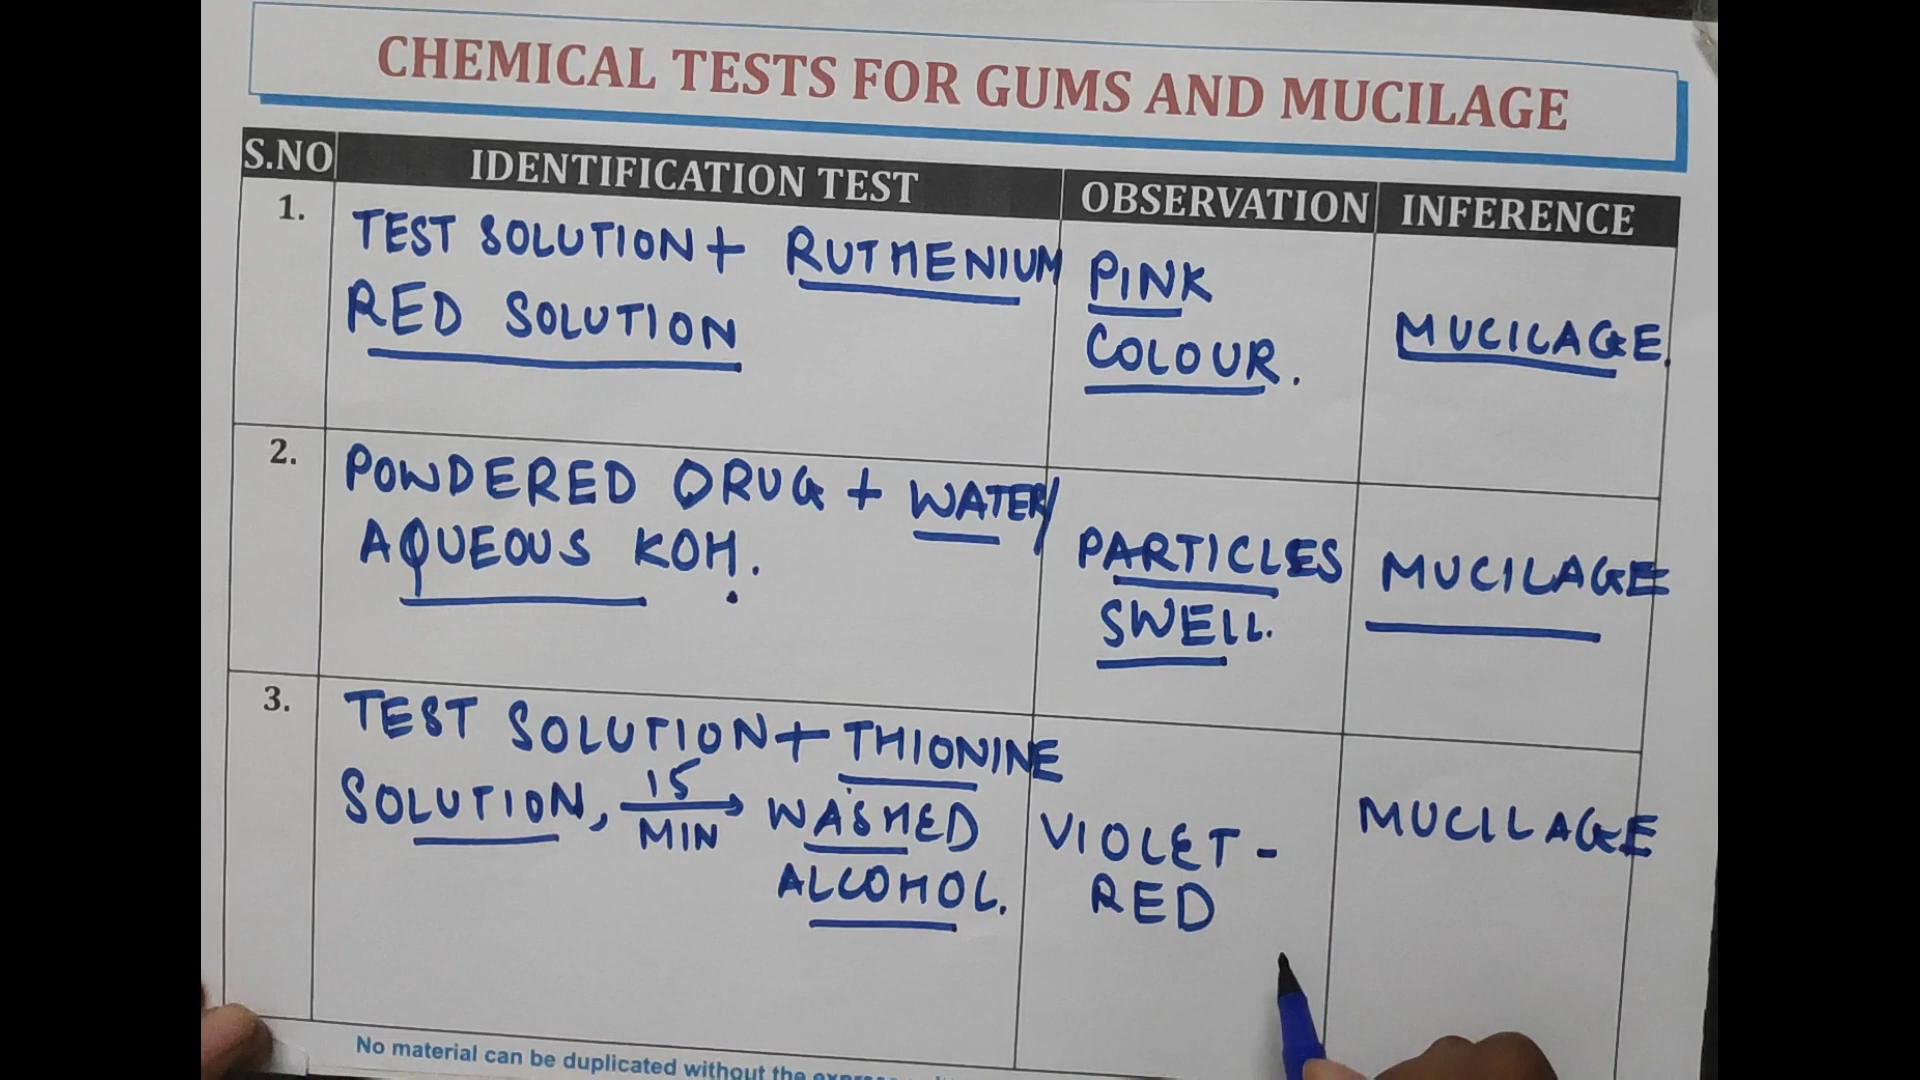 CHEMICAL TESTS FOR GUMS AND MUCILAGE
S.NO IDENTIFICATION TEST OBSERVATION INFERENCE
1.
TEST SOLUTION + RUTHENIUM
RED SOLUTION
PINK
COLOUR.
MUCILAGE.
2.
POWDERED DRUG + WATER/
AQUEOUS KOH.
PARTICLES
SWELL.
MUCILAGE
3.
TEST SOLUTION + THIONINE
SOLUTION, 15 MIN → WASHED
ALCOHOL.
VIOLET-
RED
MUCILAGE
No material can be duplicated without the